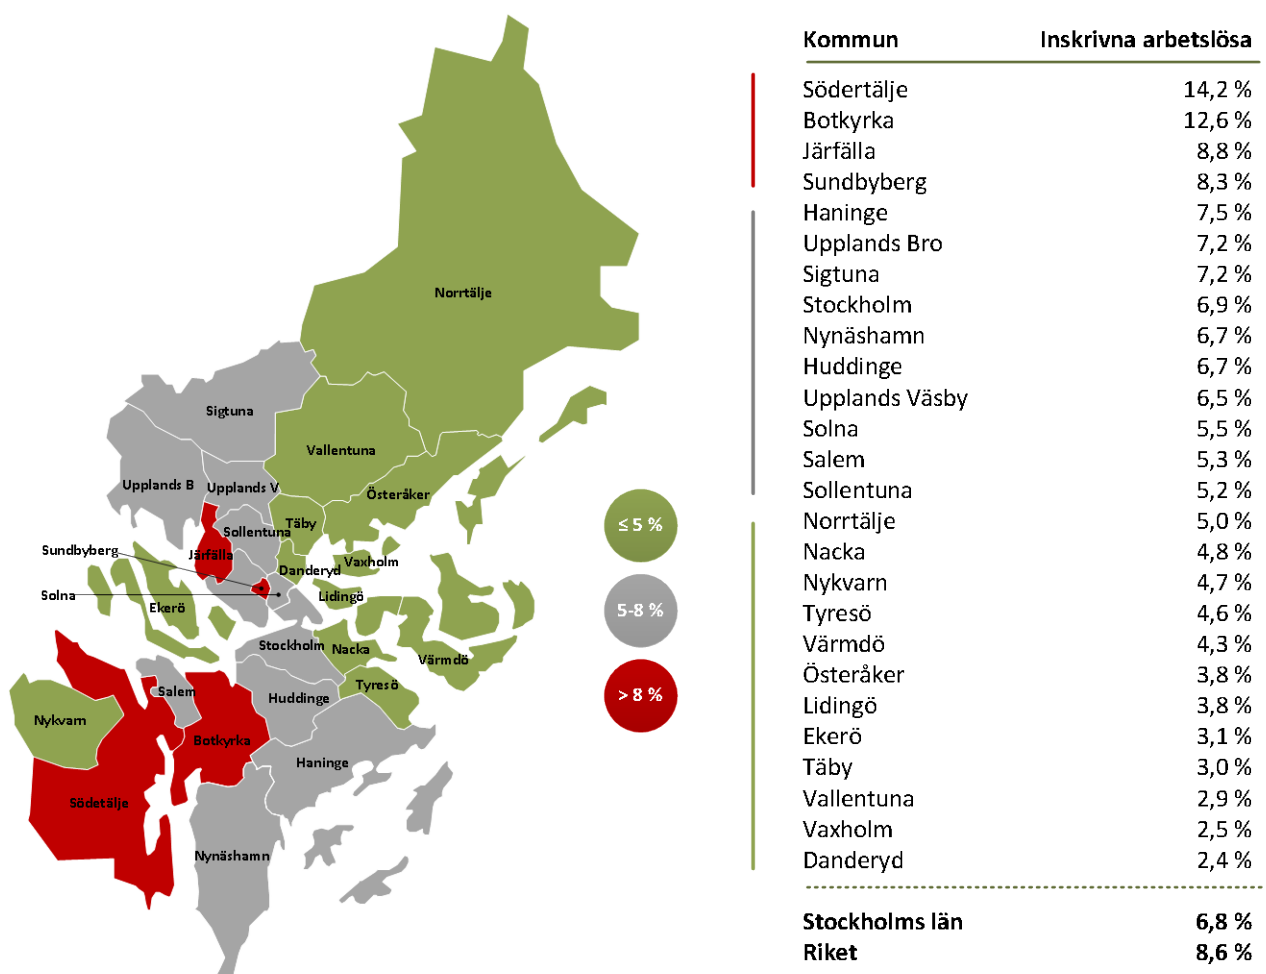 Norrtälje
Sigtuna
Vallentuna
Upplands B
Upplands V
Österåker
Täby
Sollentuna
Järfälla
Sundbyberg
Danderyd
Vaxholm
Solna
Ekerö
Lidingö
Stockholm
Nacka
Värmdö
Salem
Tyresö
Huddinge
Nykvarn
Botkyrka
Haninge
Södetälje
Nynäshamn
≤ 5 %
5-8 %
> 8 %
Kommun Inskrivna arbetslösa
Södertälje 14,2 %
Botkyrka 12,6 %
Järfälla 8,8 %
Sundbyberg 8,3 %
Haninge 7,5 %
Upplands Bro 7,2 %
Sigtuna 7,2 %
Stockholm 6,9 %
Nynäshamn 6,7 %
Huddinge 6,7 %
Upplands Väsby 6,5 %
Solna 5,5 %
Salem 5,3 %
Sollentuna 5,2 %
Norrtälje 5,0 %
Nacka 4,8 %
Nykvarn 4,7 %
Tyresö 4,6 %
Värmdö 4,3 %
Österåker 3,8 %
Lidingö 3,8 %
Ekerö 3,1 %
Täby 3,0 %
Vallentuna 2,9 %
Vaxholm 2,5 %
Danderyd 2,4 %
Stockholms län 6,8 %
Riket 8,6 %